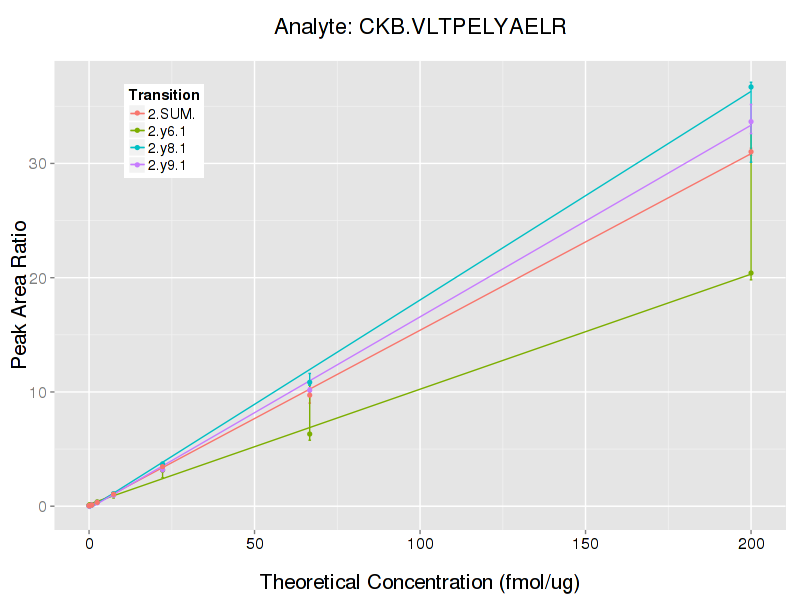 Analyte: CKB.VLTPELYAELR
Transition
2.SUM.
2.y6.1
2.y8.1
2.y9.1
Peak Area Ratio
30
20
10
0
0 50 100 150 200
Theoretical Concentration (fmol/ug)